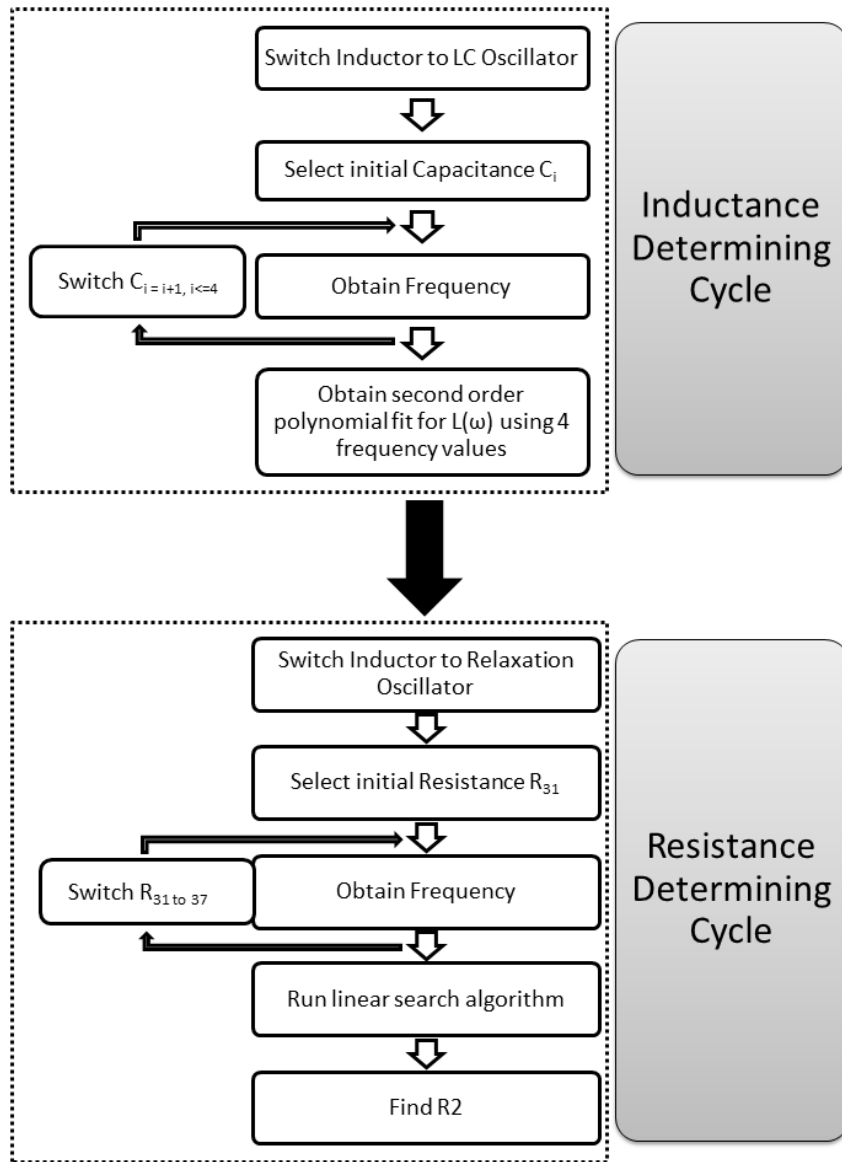 Switch Inductor to LC Oscillator
Select initial Capacitance Ci
Switch Ci = i+1, i<=4
Obtain Frequency
Obtain second order
polynomial fit for L(ω) using 4
frequency values
Inductance
Determining
Cycle
Switch Inductor to Relaxation
Oscillator
Select initial Resistance R31
Switch R31 to 37
Obtain Frequency
Run linear search algorithm
Find R2
Resistance
Determining
Cycle